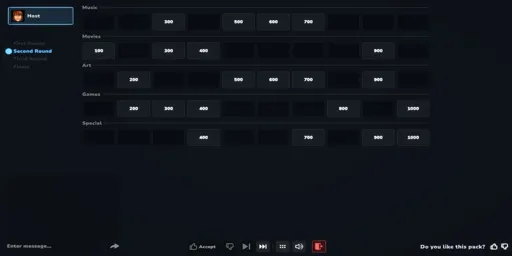 Host
First Round
Second Round
Third Round
Music
300 500 600 700
Movies
100 300 400 900
Art
200 500 600 700 900
Games
200 300 400 800 1000
Special
400 700 900 1000
Enter message...
Accept
Do you like this pack?